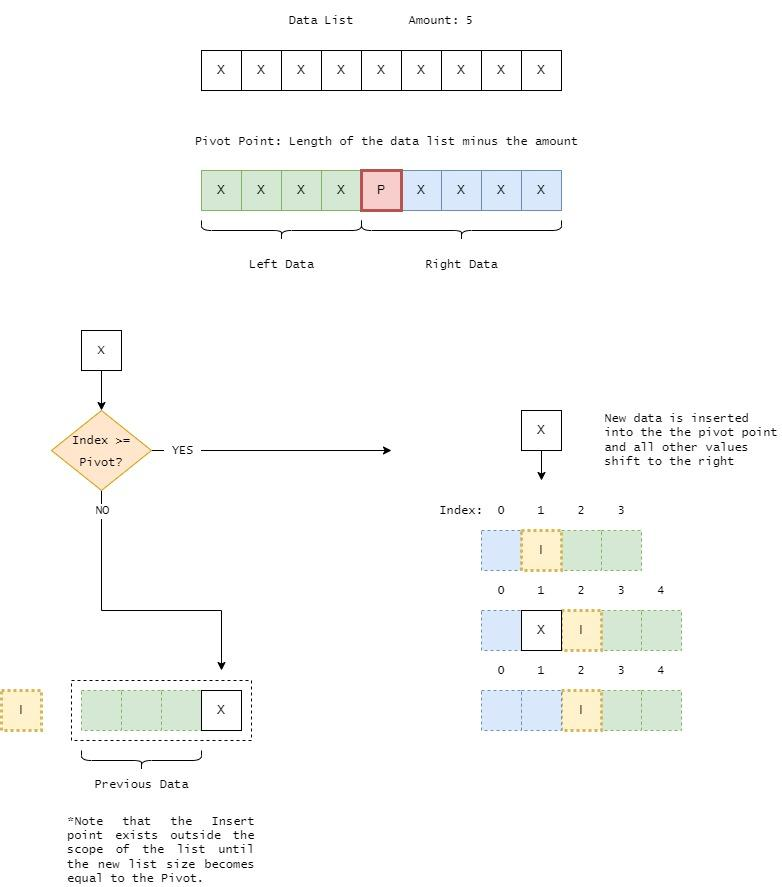 Data List Amount: 5
X X X X X X X X X
Pivot Point: Length of the data list minus the amount
X X X X P X X X X
Left Data Right Data
X
Index >=
Pivot?
YES
NO
X
New data is inserted
into the the pivot point
and all other values
shift to the right
Index: 0 1 2 3
I
0 1 2 3 4
X I
0 1 2 3 4
I
I
X
Previous Data
*Note that the Insert
point exists outside the
scope of the list until
the new list size becomes
equal to the Pivot.